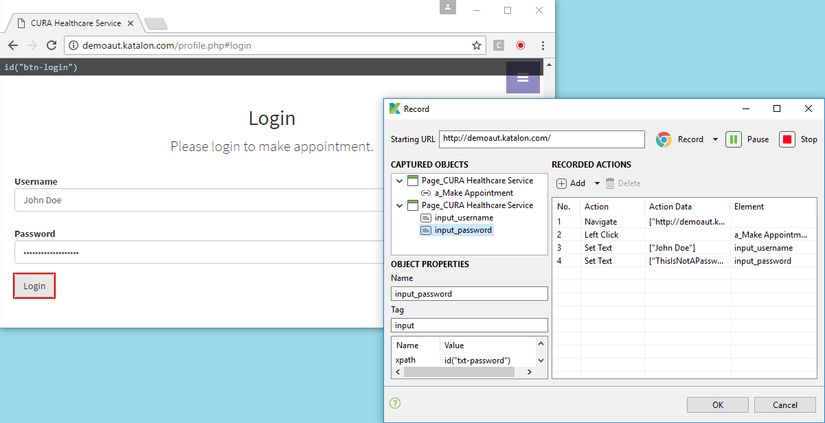 CURA Healthcare Service
demoaut.katalon.com/profile.php#login
id("btn-login")
Login
Please login to make appointment.
Username
John Doe
Password
Login
Record
Starting URL http://demoaut.katalon.com/ Record Pause Stop
CAPTURED OBJECTS
Page_CURA Healthcare Service
a_Make Appointment
Page_CURA Healthcare Service
input_username
input_password
OBJECT PROPERTIES
Name
input_password
Tag
input
Name Value
xpath id("txt-password")
RECORDED ACTIONS
Add Delete
No. Action Action Data Element
1 Navigate ["http://demoaut.k...
2 Left Click a_Make Appointm...
3 Set Text ["John Doe"] input_username
4 Set Text ["ThisIsNotAPassw... input_password
OK Cancel